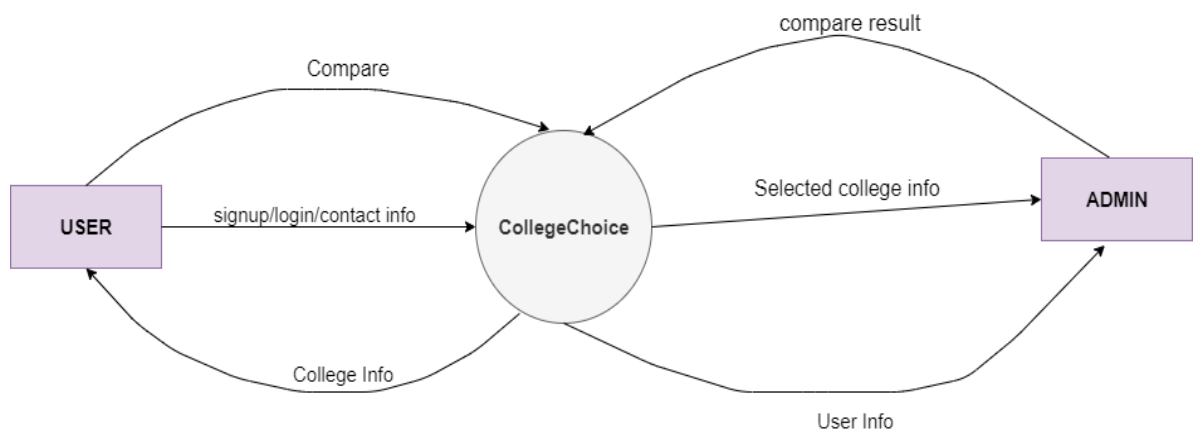 compare result
Compare
Selected college info
ADMIN
signup/login/contact info
USER
CollegeChoice
College Info
User Info